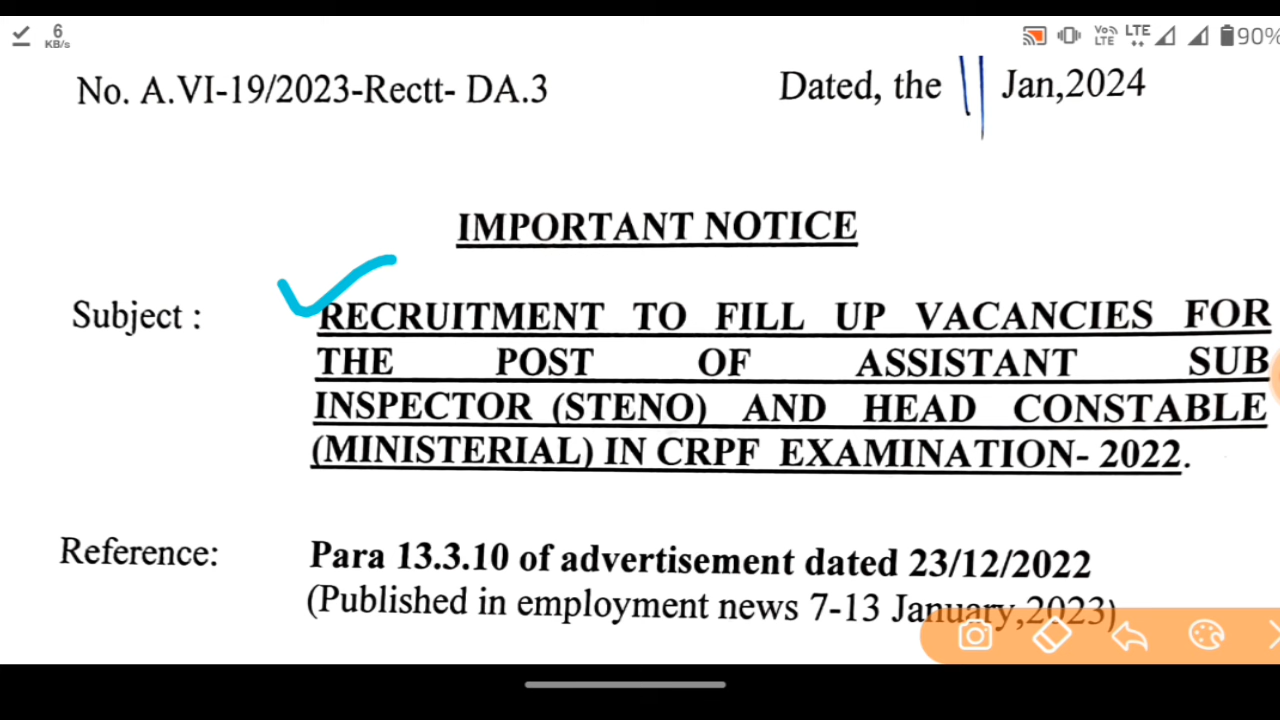 6
KB/s
Vo))
LTE
LTE
90%
No. A.VI-19/2023-Rectt- DA.3
Dated, the 11 Jan,2024
IMPORTANT NOTICE
Subject :
RECRUITMENT TO FILL UP VACANCIES FOR
THE POST OF ASSISTANT SUB
INSPECTOR (STENO) AND HEAD CONSTABLE
(MINISTERIAL) IN CRPF EXAMINATION- 2022.
Reference:
Para 13.3.10 of advertisement dated 23/12/2022
(Published in employment news 7-13 January,2023)